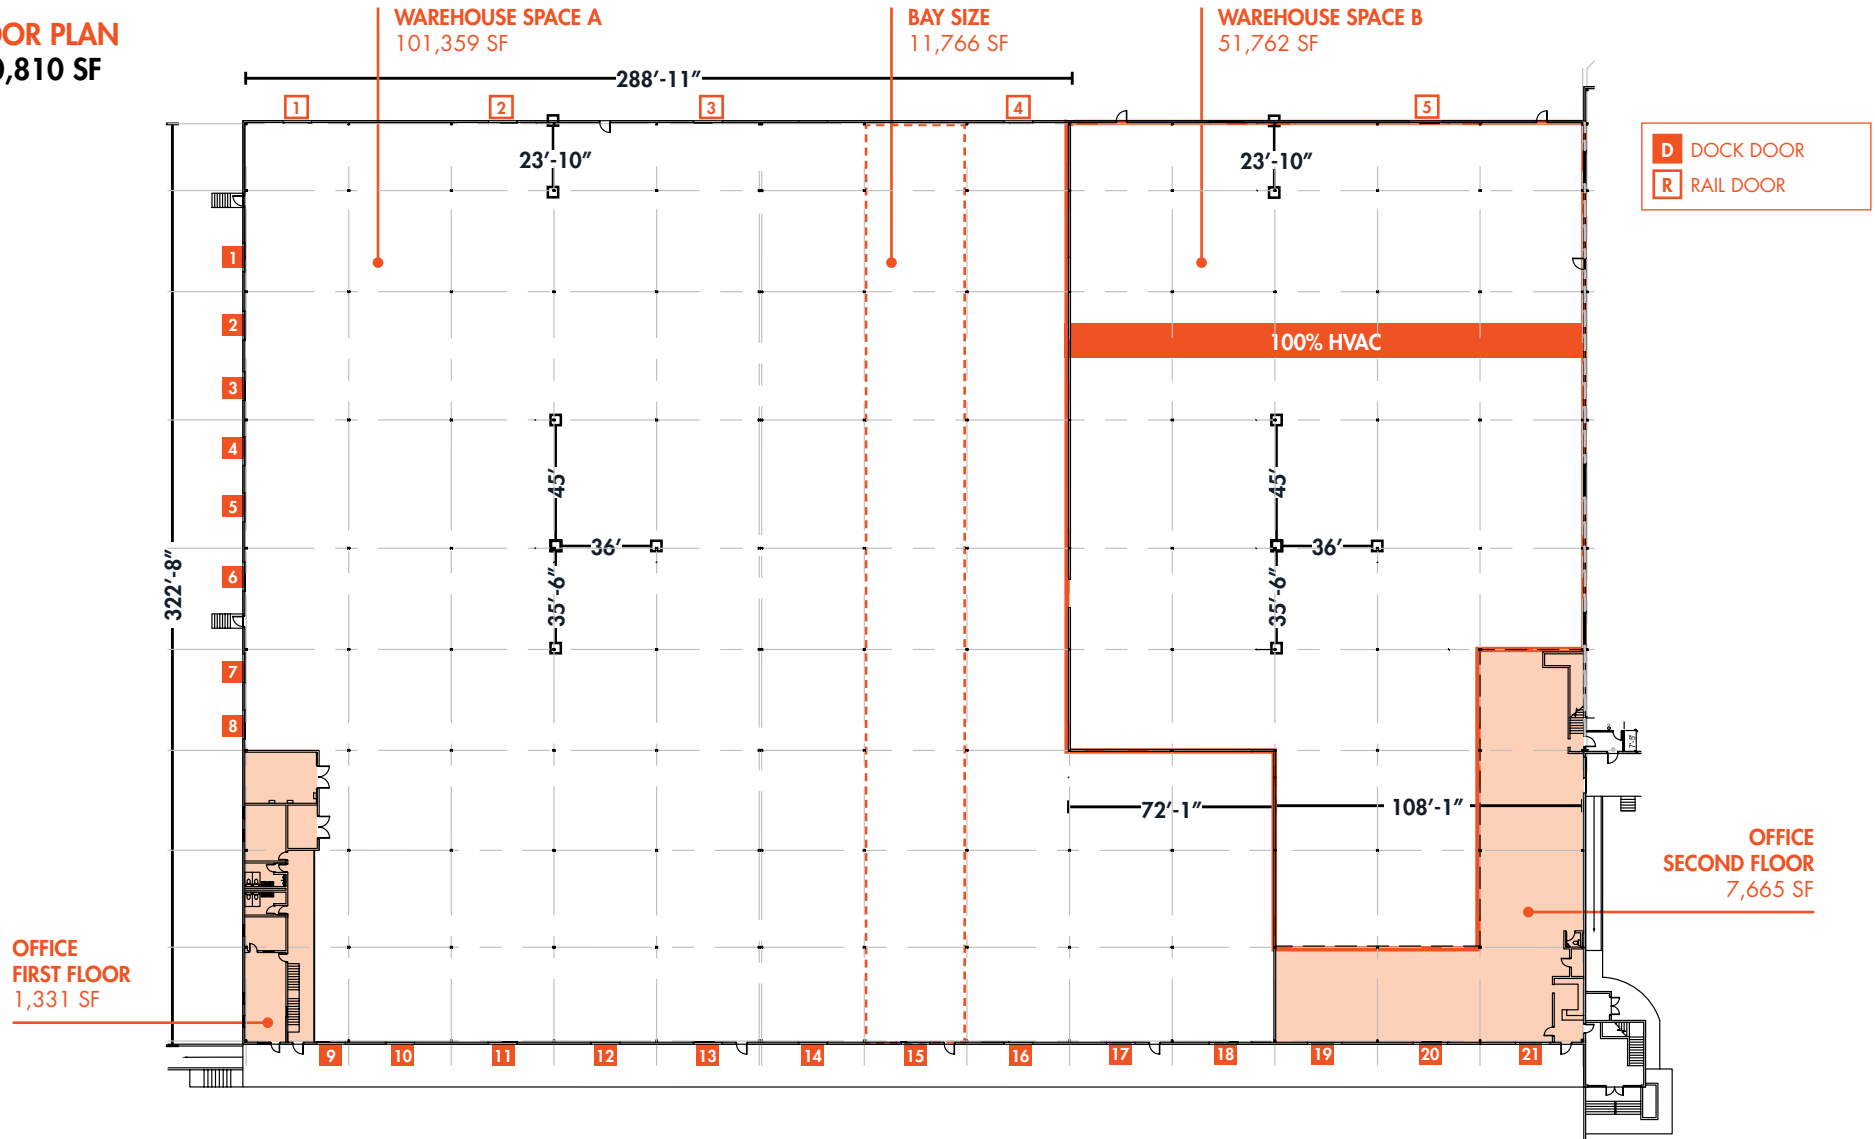 OOR PLAN
0,810 SF
WAREHOUSE SPACE A
101,359 SF
BAY SIZE
11,766 SF
WAREHOUSE SPACE B
51,762 SF
288'-11"
1
2
3
4
5
23'-10"
23'-10"
D DOCK DOOR
R RAIL DOOR
1
2
3
4
5
6
7
8
322'-8"
100% HVAC
45'
36'
35'-6"
45'
36'
35'-6"
72'-1"
108'-1"
OFFICE
SECOND FLOOR
7,665 SF
OFFICE
FIRST FLOOR
1,331 SF
9
10
11
12
13
14
15
16
17
18
19
20
21